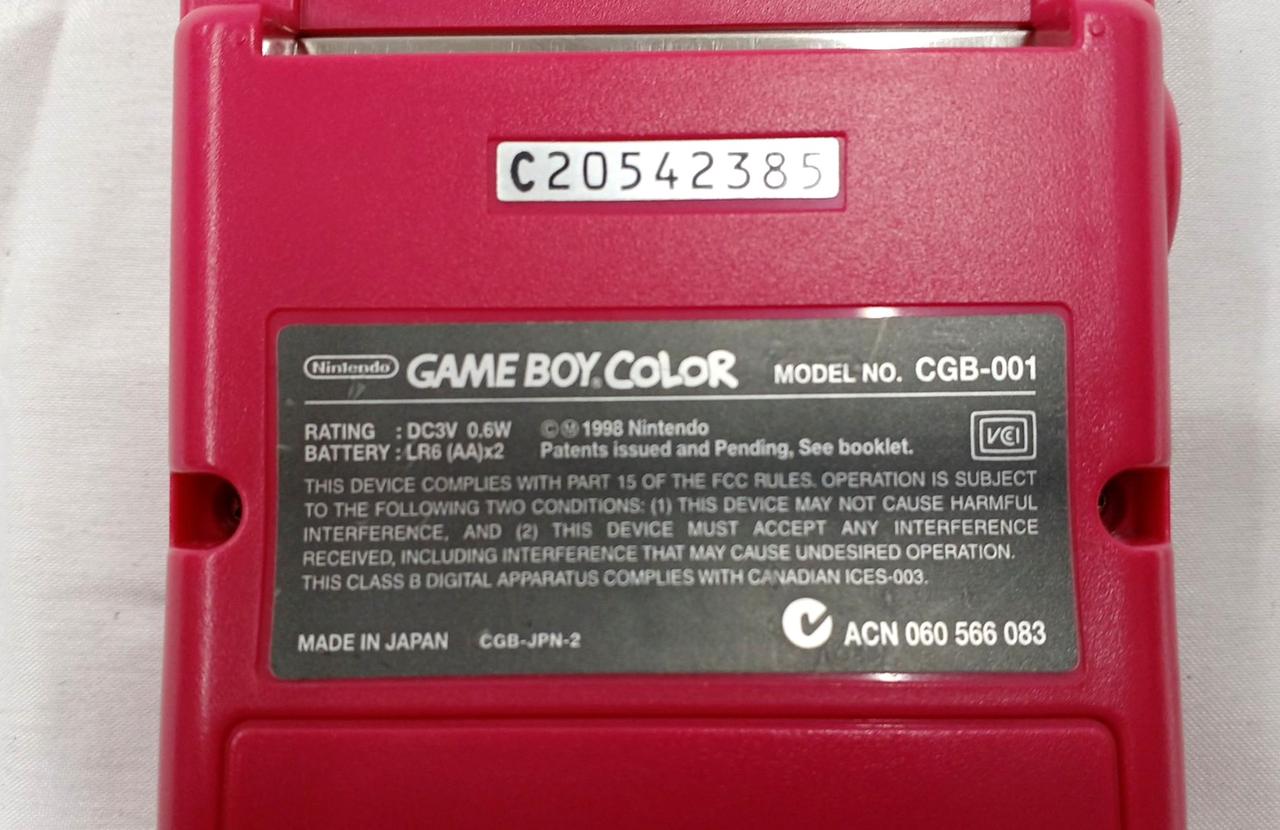 C20542385
Nintendo GAME BOY COLOR MODEL NO. CGB-001
RATING : DC3V 0.6W ©Ⓜ 1998 Nintendo
BATTERY : LR6 (AA)x2 Patents issued and Pending, See booklet.
VCI
THIS DEVICE COMPLIES WITH PART 15 OF THE FCC RULES. OPERATION IS SUBJECT
TO THE FOLLOWING TWO CONDITIONS: (1) THIS DEVICE MAY NOT CAUSE HARMFUL
INTERFERENCE, AND (2) THIS DEVICE MUST ACCEPT ANY INTERFERENCE
RECEIVED, INCLUDING INTERFERENCE THAT MAY CAUSE UNDESIRED OPERATION.
THIS CLASS B DIGITAL APPARATUS COMPLIES WITH CANADIAN ICES-003.
MADE IN JAPAN CGB-JPN-2 ACN 060 566 083